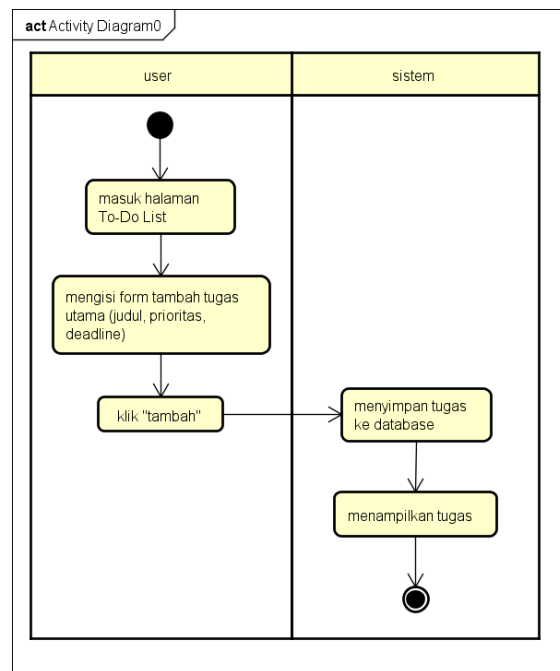 act Activity Diagram0
user
sistem
masuk halaman
To-Do List
mengisi form tambah tugas
utama (judul, prioritas,
deadline)
klik "tambah"
menyimpan tugas
ke database
menampilkan tugas